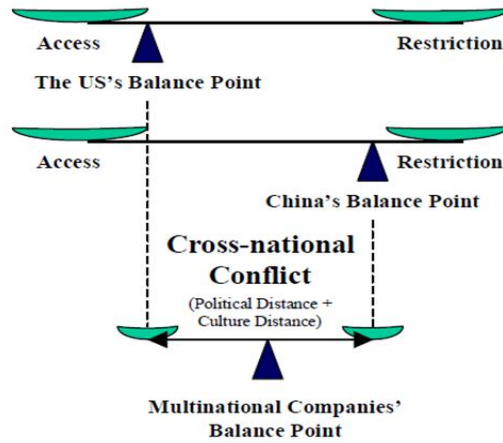 Access Restriction
The US's Balance Point
Access Restriction
China's Balance Point
Cross-national
Conflict
(Political Distance +
Culture Distance)
Multinational Companies'
Balance Point